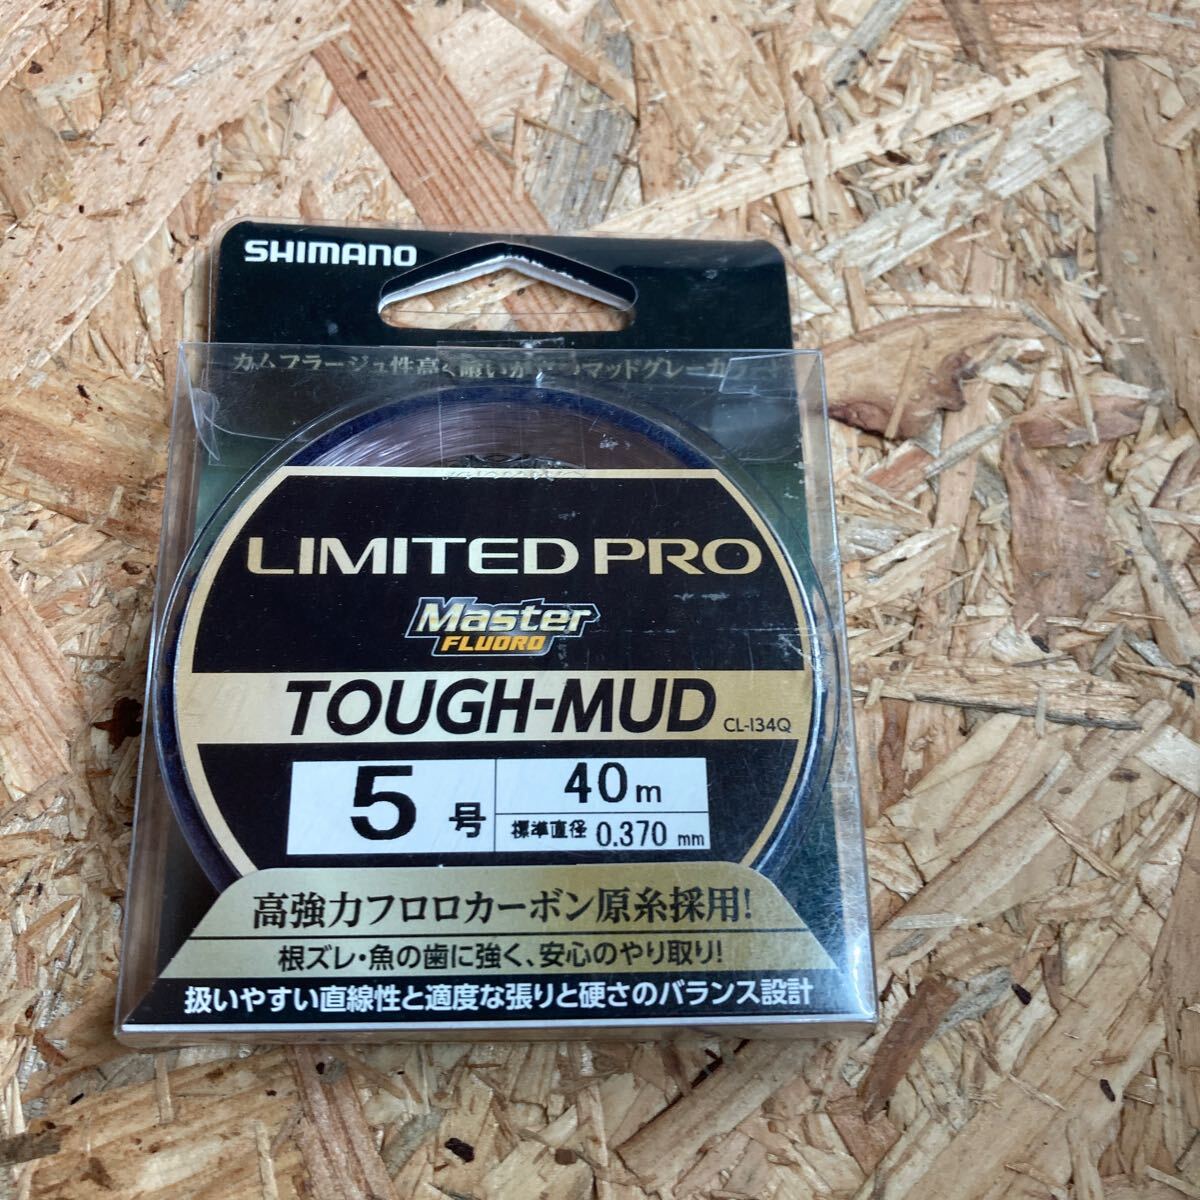 SHIMANO
カムフラージュ性高く マッドグレーカラー
LIMITED PRO
Master
FLUORO
TOUGH-MUD CL-I34Q
5号
40m
標準直径 0.370 mm
高強力フロロカーボン原糸採用!
根ズレ・魚の歯に強く、安心のやり取り!
扱いやすい直線性と適度な張りと硬さのバランス設計